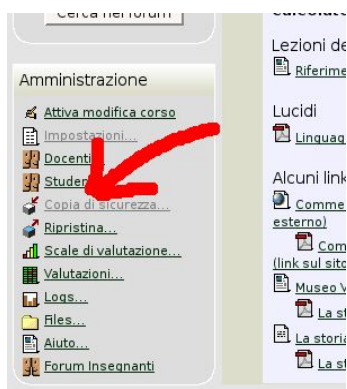 Cerca nei forum
Amministrazione
Attiva modifica corso
Impostazioni...
Docenti
Studen
Copia di sicurezza...
Ripristina...
Scale di valutazione...
Valutazioni...
Logs...
Files...
Aiuto...
Forum Insegnanti
Lezioni de
Riferime
Lucidi
Linguag
Alcuni link
Comme
esterno)
Com
(link sul sito
Museo V
La st
La storia
La st